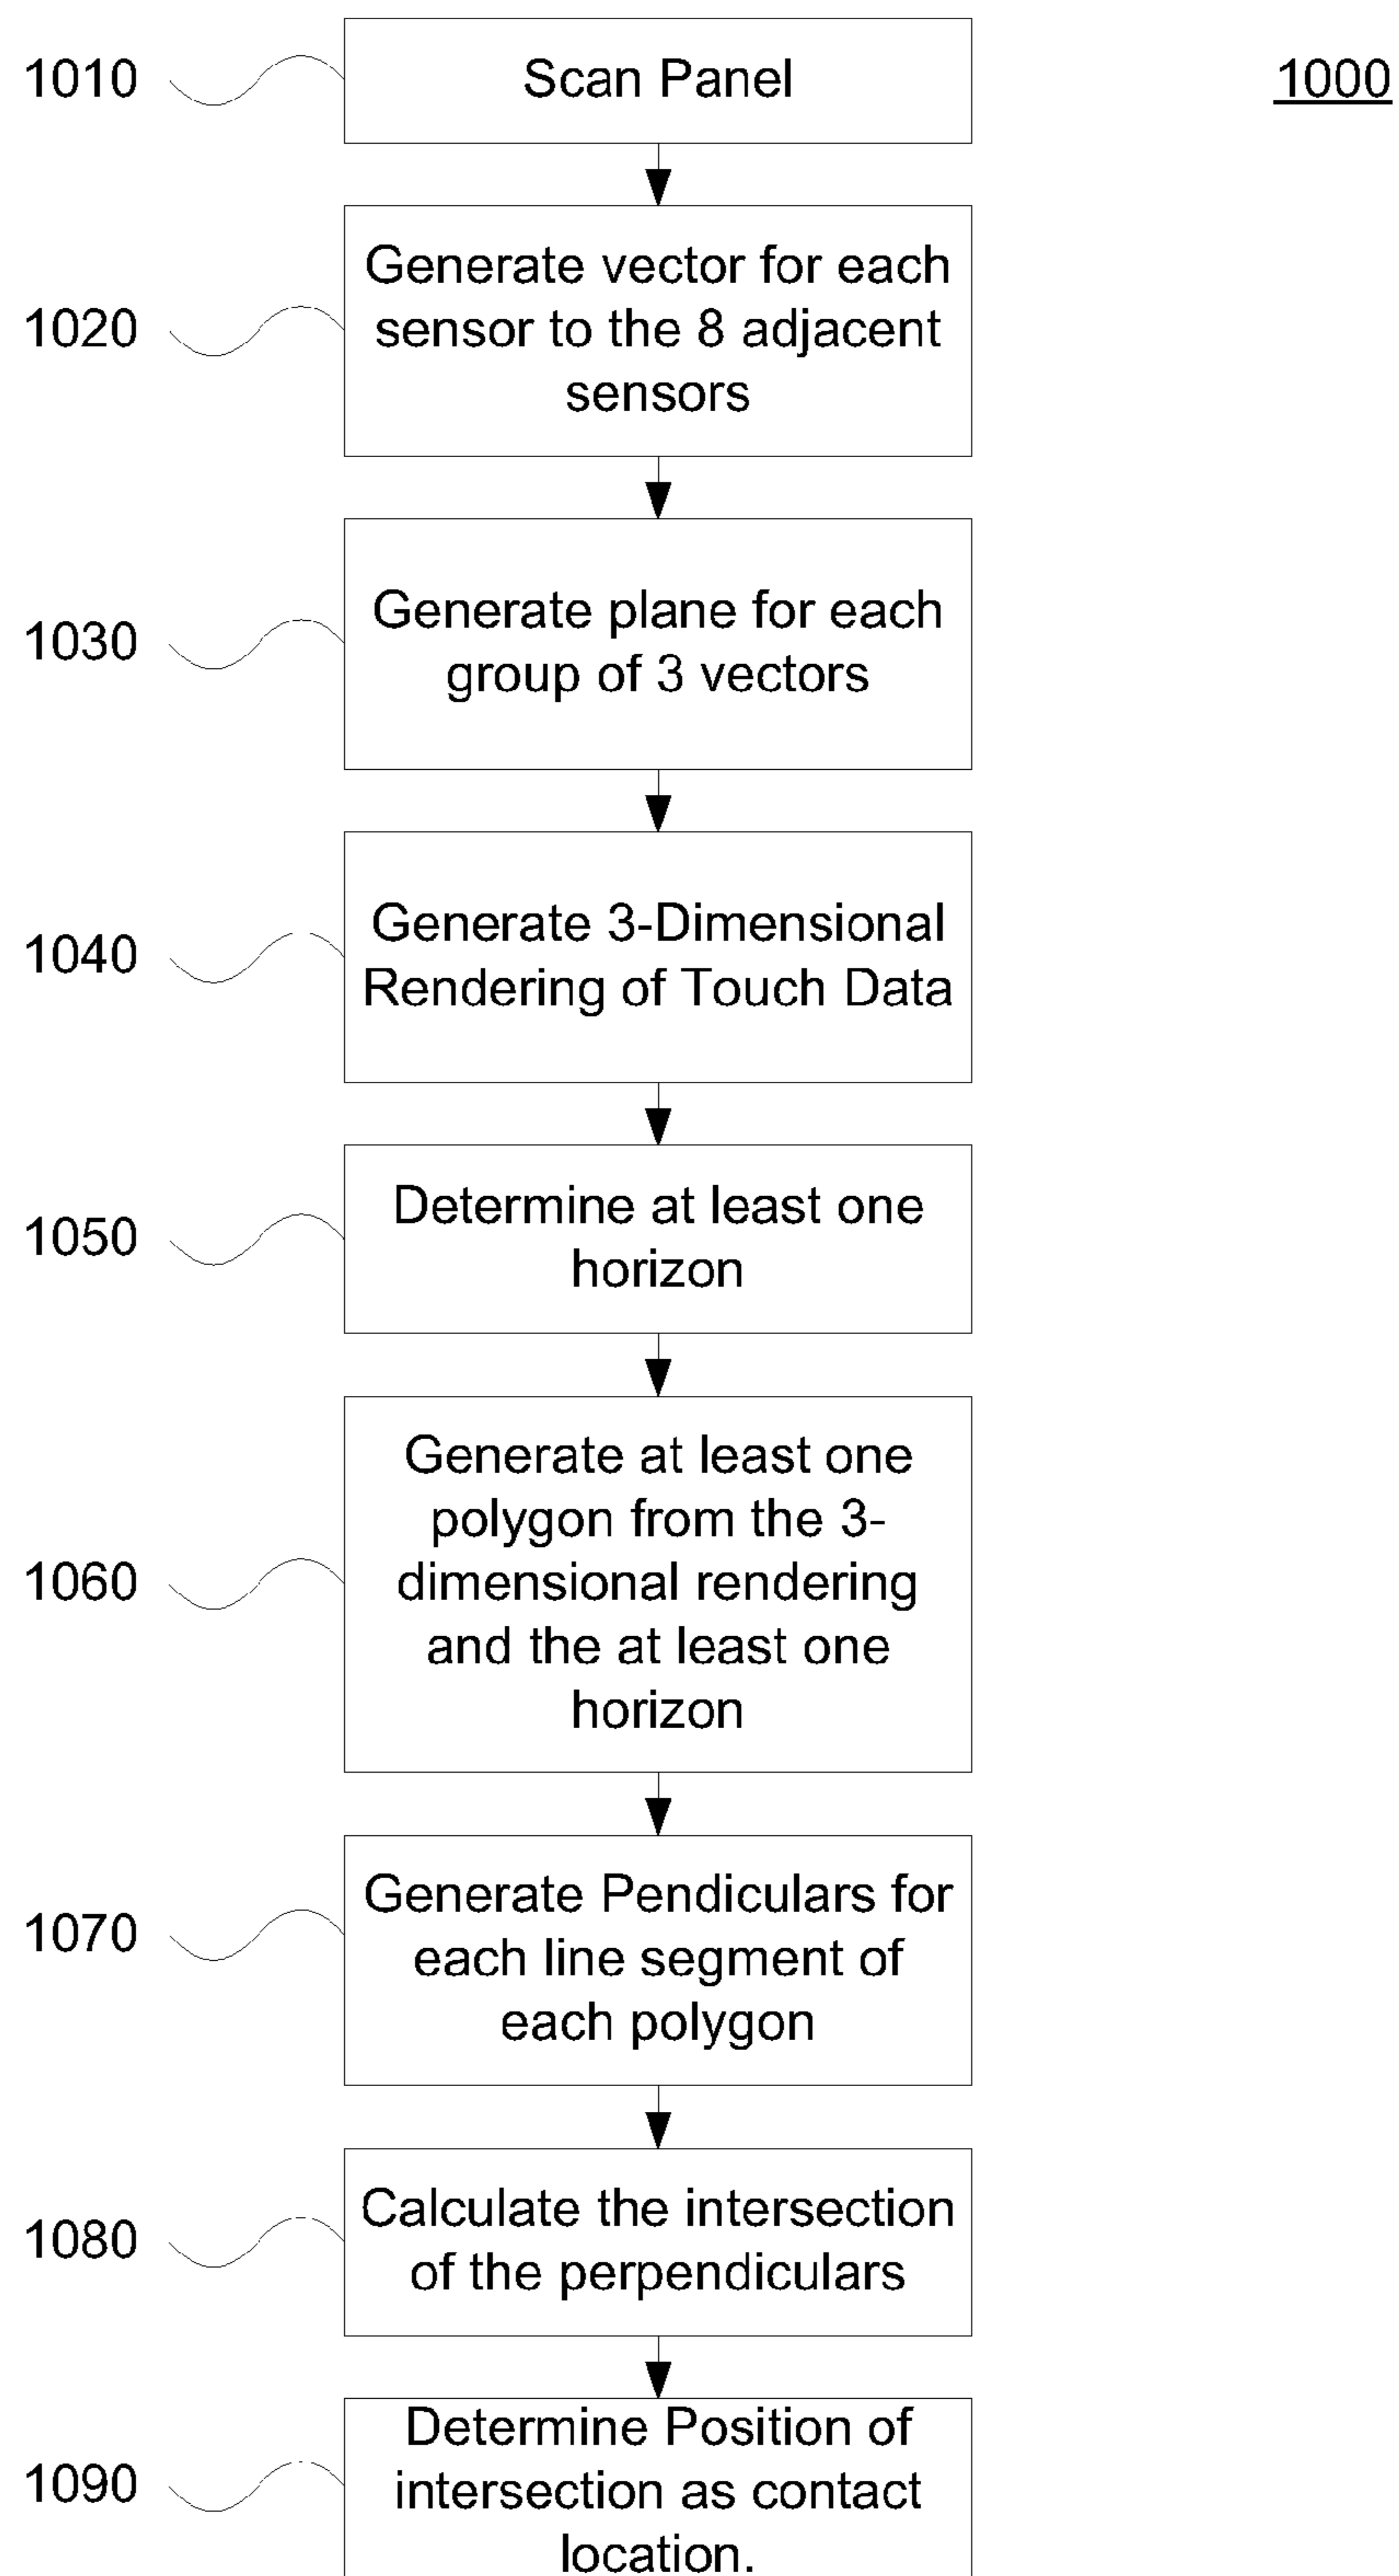 1010
Scan Panel
1000
1020
Generate vector for each
sensor to the 8 adjacent
sensors
1030
Generate plane for each
group of 3 vectors
1040
Generate 3-Dimensional
Rendering of Touch Data
1050
Determine at least one
horizon
1060
Generate at least one
polygon from the 3-
dimensional rendering
and the at least one
horizon
1070
Generate Pendiculars for
each line segment of
each polygon
1080
Calculate the intersection
of the perpendiculars
1090
Determine Position of
intersection as contact
location.